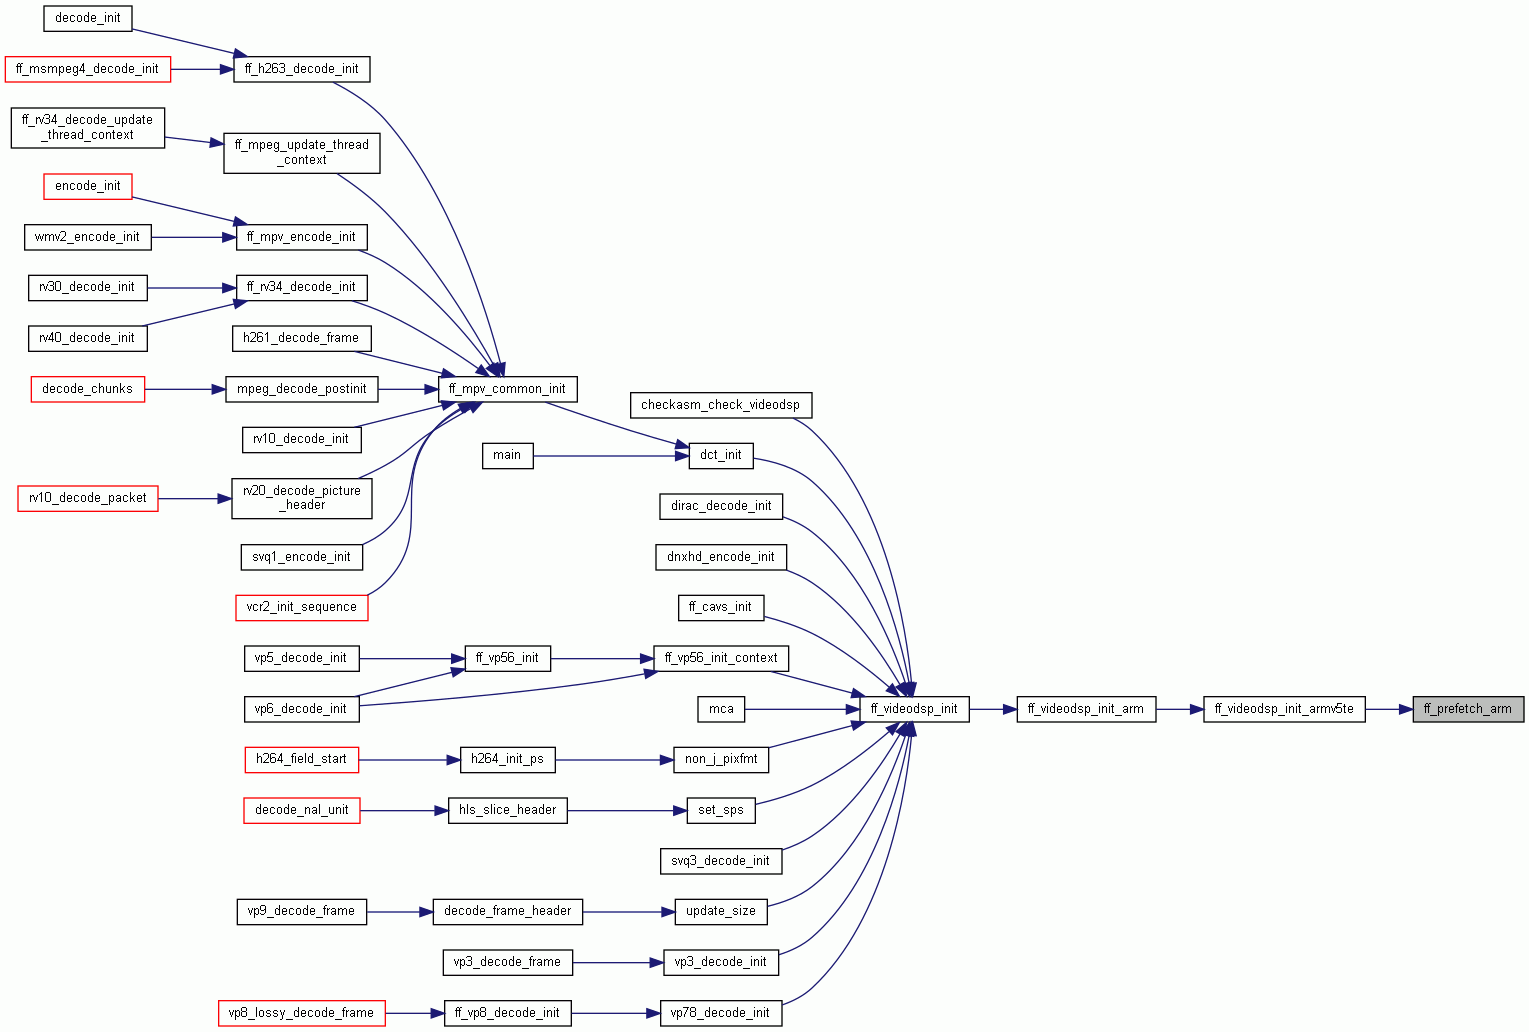 decode_init
ff_msmpeg4_decode_init
ff_h263_decode_init
ff_rv34_decode_update
_thread_context
ff_mpeg_update_thread
_context
encode_init
wmv2_encode_init
ff_mpv_encode_init
rv30_decode_init
ff_rv34_decode_init
rv40_decode_init
h261_decode_frame
decode_chunks
mpeg_decode_postinit
ff_mpv_common_init
checkasm_check_videodsp
rv10_decode_init
main
dct_init
rv10_decode_packet
rv20_decode_picture
_header
dirac_decode_init
svq1_encode_init
dnxhd_encode_init
vcr2_init_sequence
ff_cavs_init
vp5_decode_init
ff_vp56_init
ff_vp56_init_context
vp6_decode_init
mca
ff_videodsp_init
ff_videodsp_init_arm
ff_videodsp_init_armv5te
ff_prefetch_arm
h264_field_start
h264_init_ps
non_j_pixfmt
decode_nal_unit
hls_slice_header
set_sps
svq3_decode_init
vp9_decode_frame
decode_frame_header
update_size
vp3_decode_frame
vp3_decode_init
vp8_lossy_decode_frame
ff_vp8_decode_init
vp78_decode_init